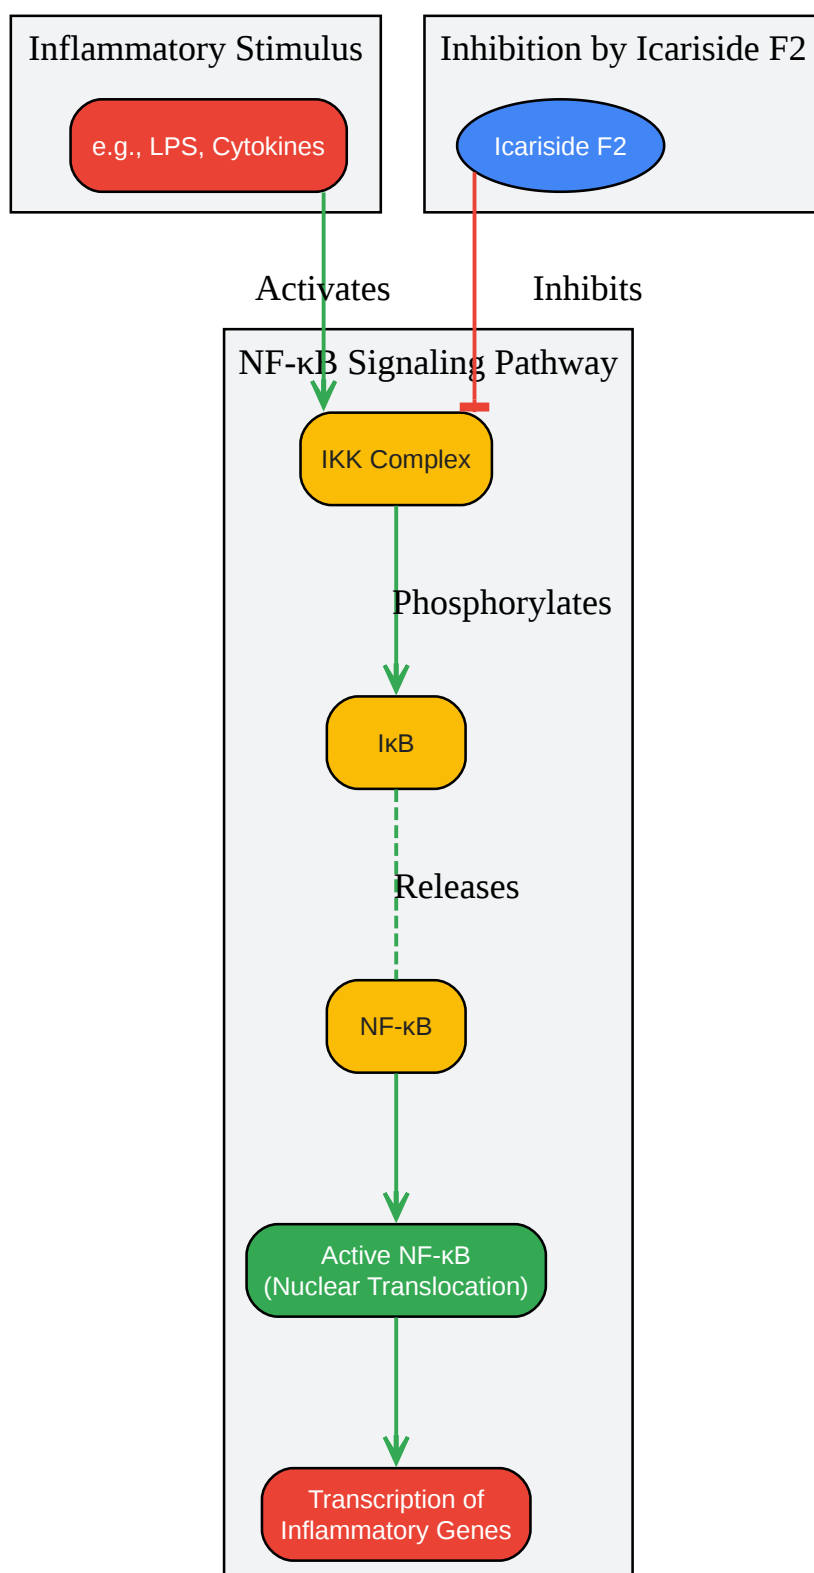 Inflammatory Stimulus
e.g., LPS, Cytokines
Inhibition by Icariside F2
Icariside F2
Activates
Inhibits
NF-κB Signaling Pathway
IKK Complex
Phosphorylates
IκB
Releases
NF-κB
Active NF-κB
(Nuclear Translocation)
Transcription of
Inflammatory Genes